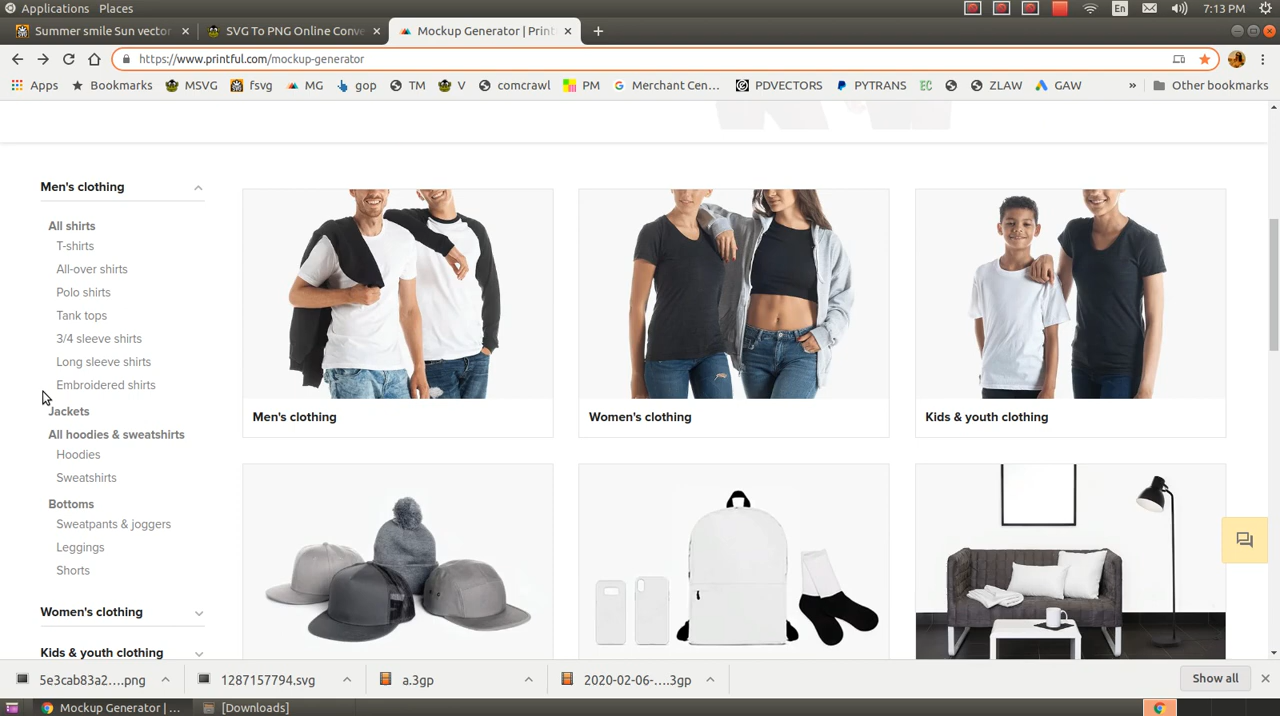 Applications Places En 7:13 PM
Summer smile Sun vector SVG To PNG Online Conve Mockup Generator | Print
https://www.printful.com/mockup-generator
Apps Bookmarks MSVG fsvg MG gop TM V comcrawl PM Merchant Cen... PDVECTORS PYTRANS EC ZLAW GAW » Other bookmarks
Men's clothing
All shirts
T-shirts
All-over shirts
Polo shirts
Tank tops
3/4 sleeve shirts
Long sleeve shirts
Embroidered shirts
Jackets
All hoodies & sweatshirts
Hoodies
Sweatshirts
Bottoms
Sweatpants & joggers
Leggings
Shorts
Women's clothing
Kids & youth clothing
Men's clothing Women's clothing Kids & youth clothing
5e3cab83a2....png 1287157794.svg a.3gp 2020-02-06-....3gp Show all
Mockup Generator | ... [Downloads]